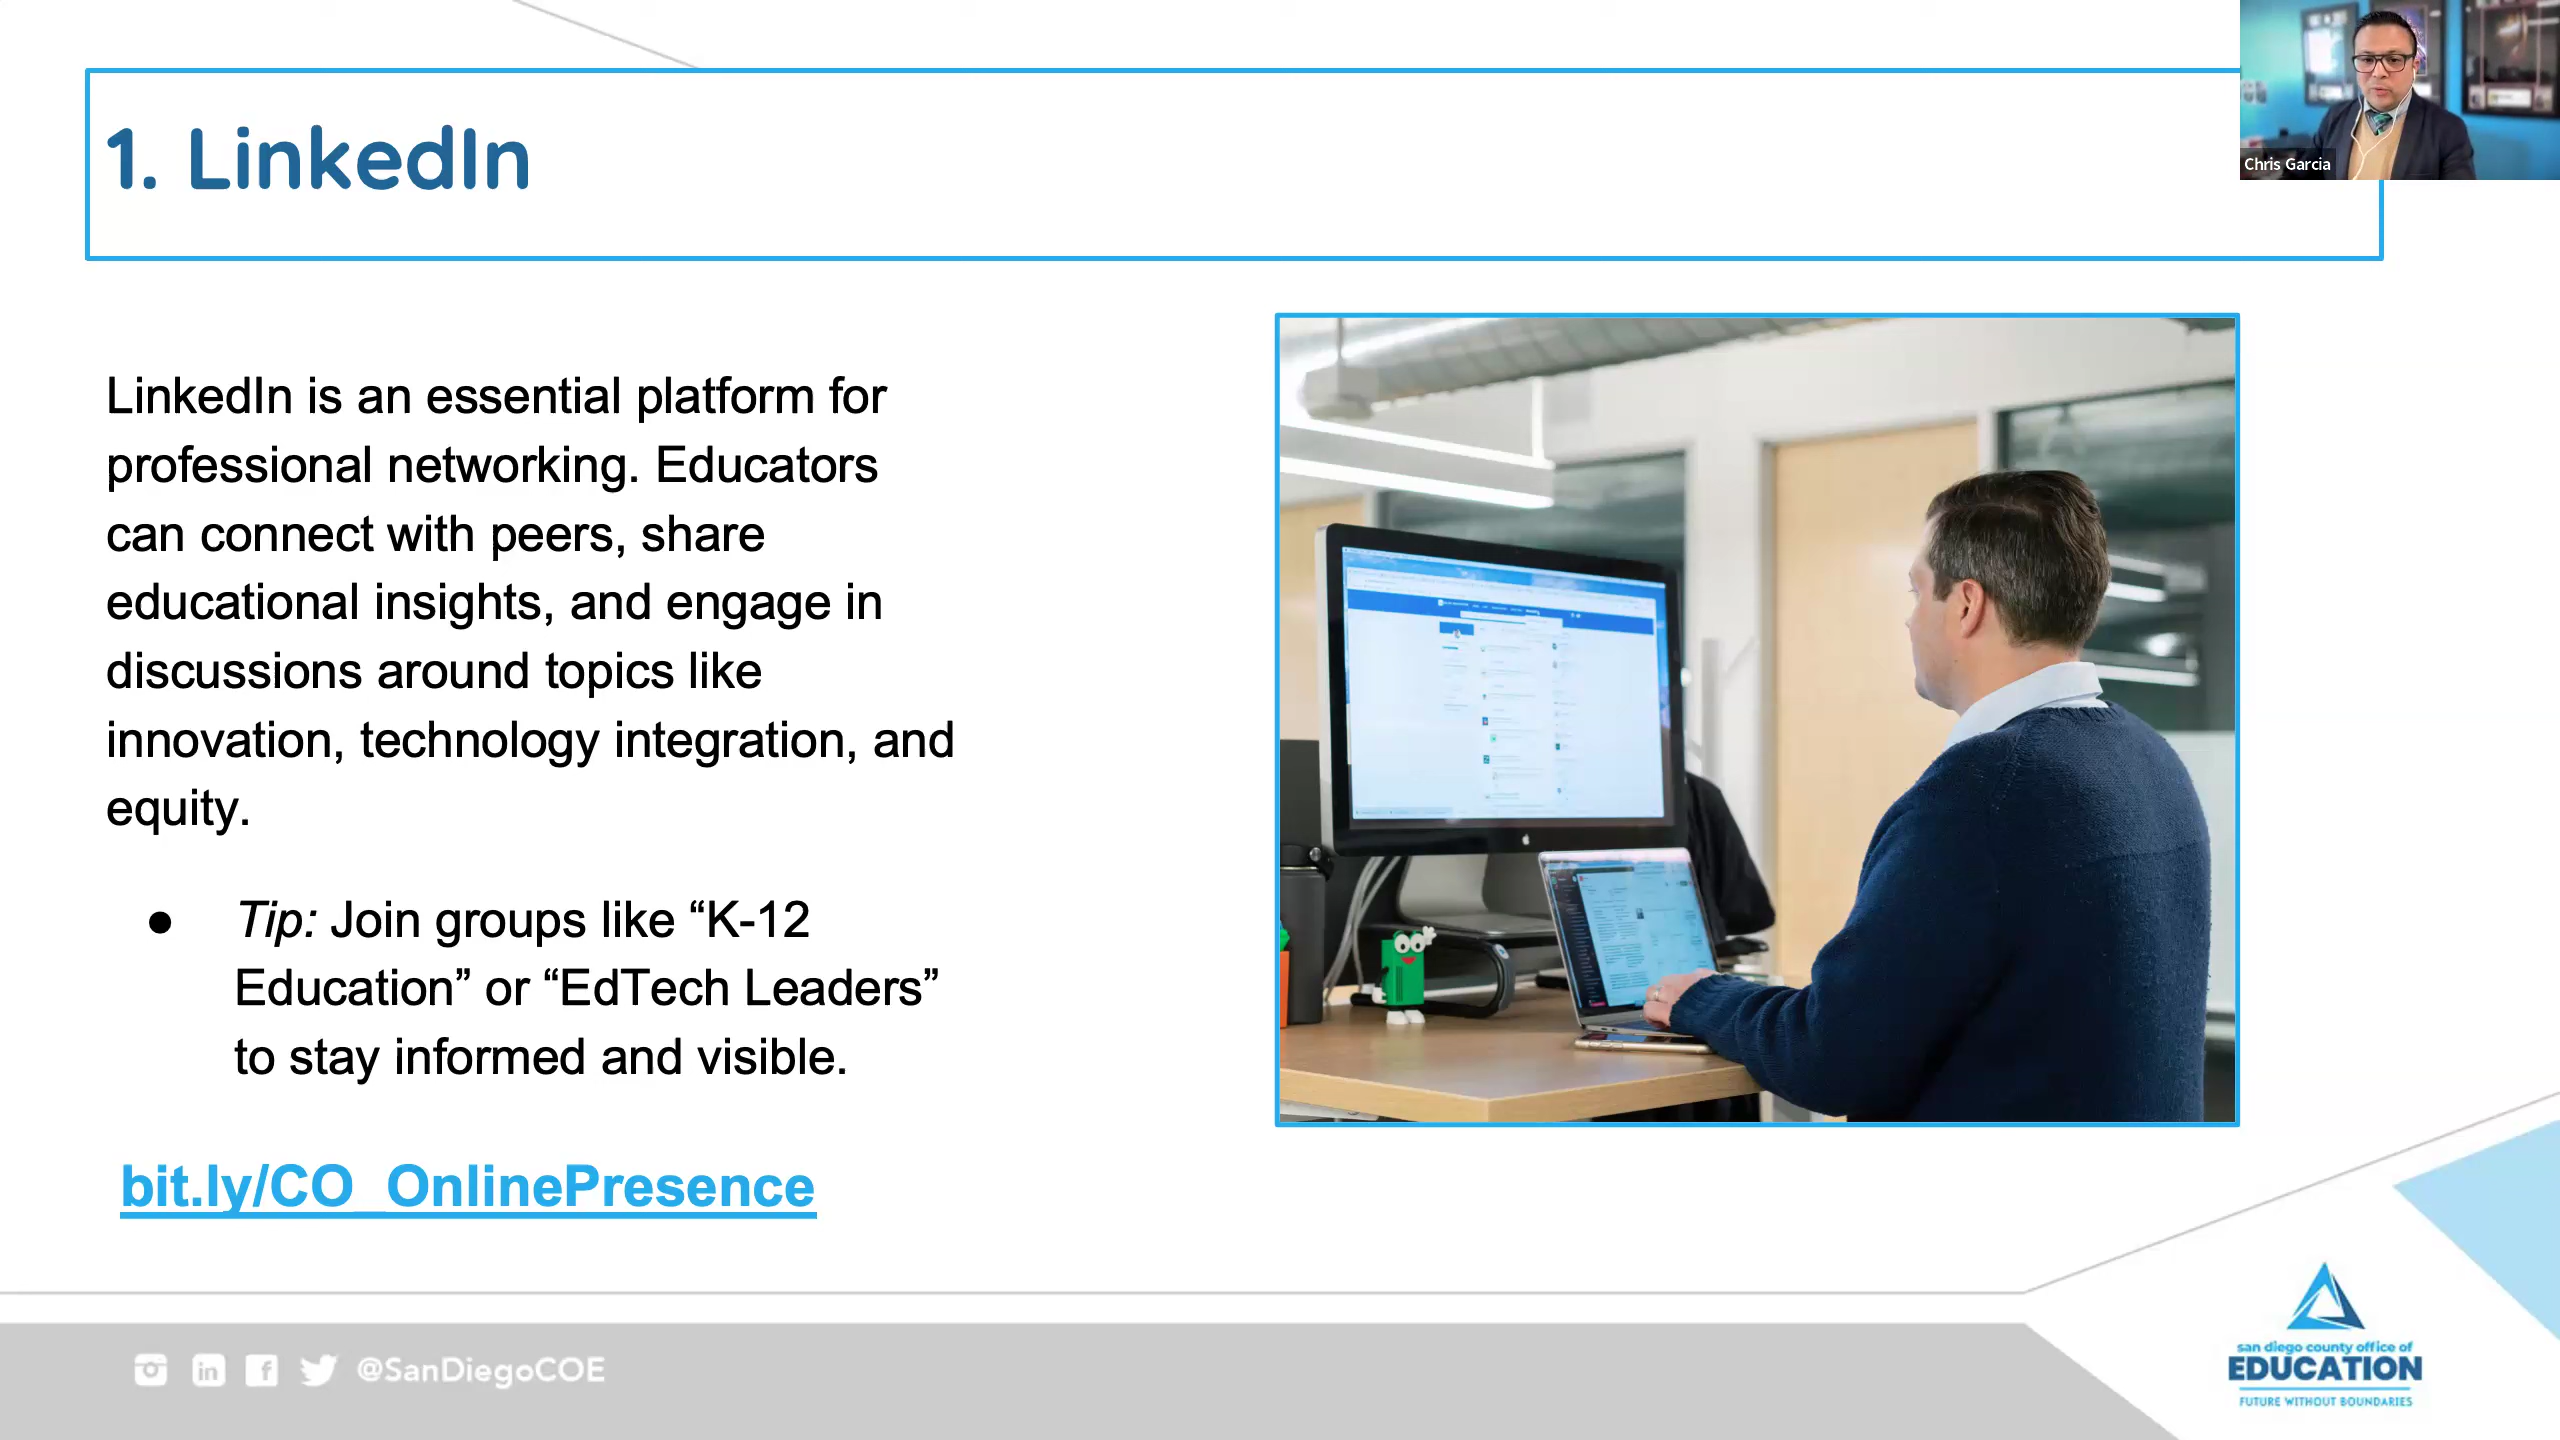 1. LinkedIn
Chris Garcia
LinkedIn is an essential platform for
professional networking. Educators
can connect with peers, share
educational insights, and engage in
discussions around topics like
innovation, technology integration, and
equity.
● Tip: Join groups like “K-12
Education” or “EdTech Leaders”
to stay informed and visible.
bit.ly/CO_OnlinePresence
@SanDiegoCOE
san diego county office of
EDUCATION
FUTURE WITHOUT BOUNDARIES